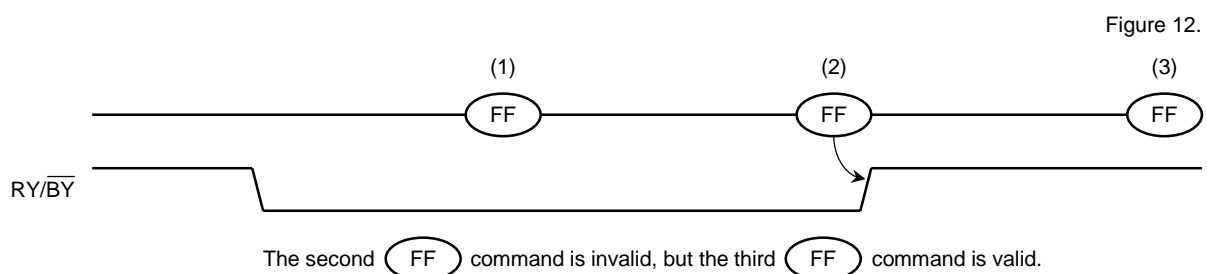 Figure 12.
(1) (2) (3)
FF FF FF
RY/B̅Y̅
The second FF command is invalid, but the third FF command is valid.